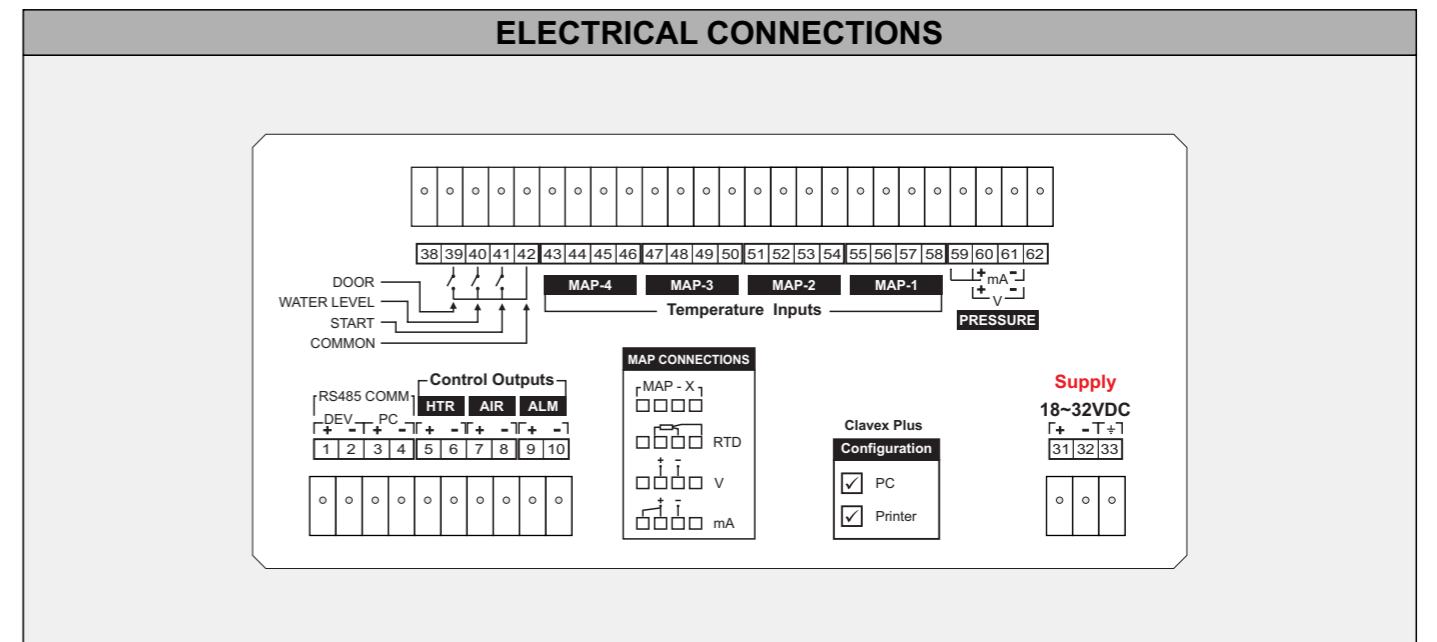 ELECTRICAL CONNECTIONS
38 39 40 41 42 43 44 45 46 47 48 49 50 51 52 53 54 55 56 57 58 59 60 61 62
DOOR
WATER LEVEL
START
COMMON
MAP-4 MAP-3 MAP-2 MAP-1
Temperature Inputs
+ mA -
+ V -
PRESSURE
RS485 COMM
DEV PC
+ - + -
Control Outputs
HTR AIR ALM
+ - + - + -
1 2 3 4 5 6 7 8 9 10
MAP CONNECTIONS
MAP - X
RTD
+ -
V
+ -
mA
Clavex Plus
Configuration
✓ PC
✓ Printer
Supply
18~32VDC
+ - ⏚
31 32 33